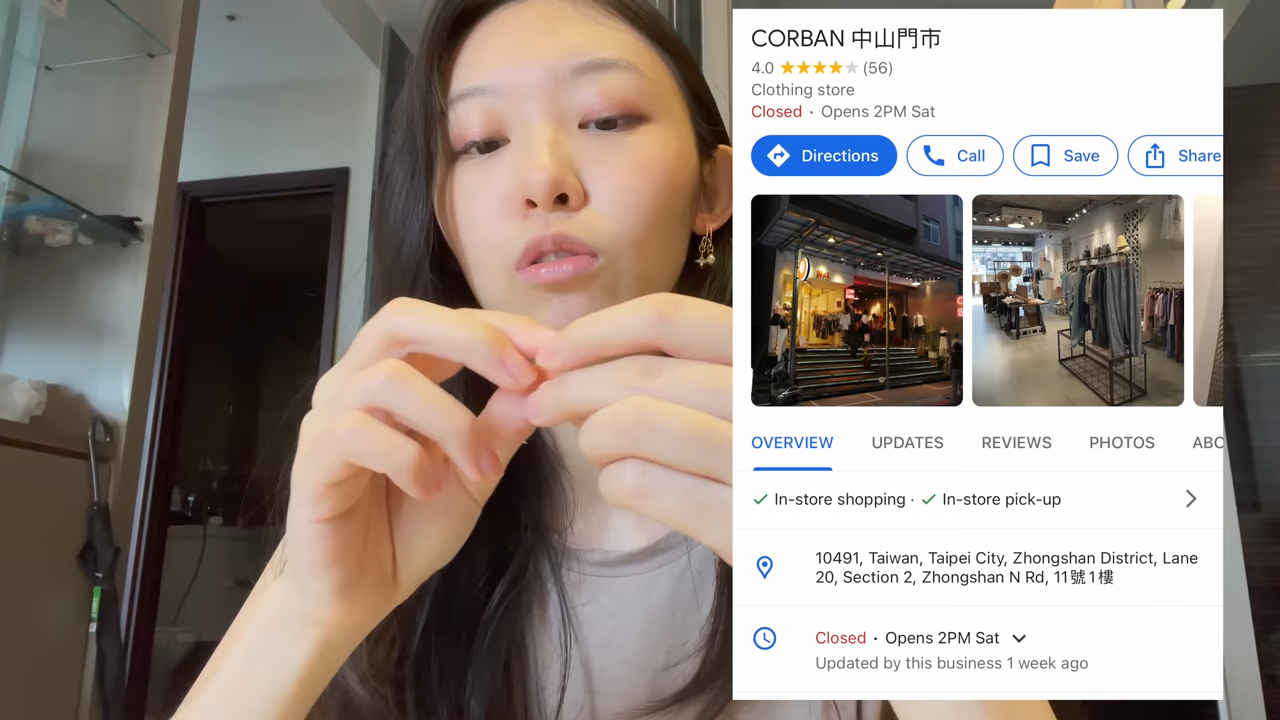 CORBAN 中山門市
4.0 (56)
Clothing store
Closed · Opens 2PM Sat
Directions Call Save Share
OVERVIEW UPDATES REVIEWS PHOTOS ABO
In-store shopping · In-store pick-up
10491, Taiwan, Taipei City, Zhongshan District, Lane
20, Section 2, Zhongshan N Rd, 11號1樓
Closed · Opens 2PM Sat
Updated by this business 1 week ago